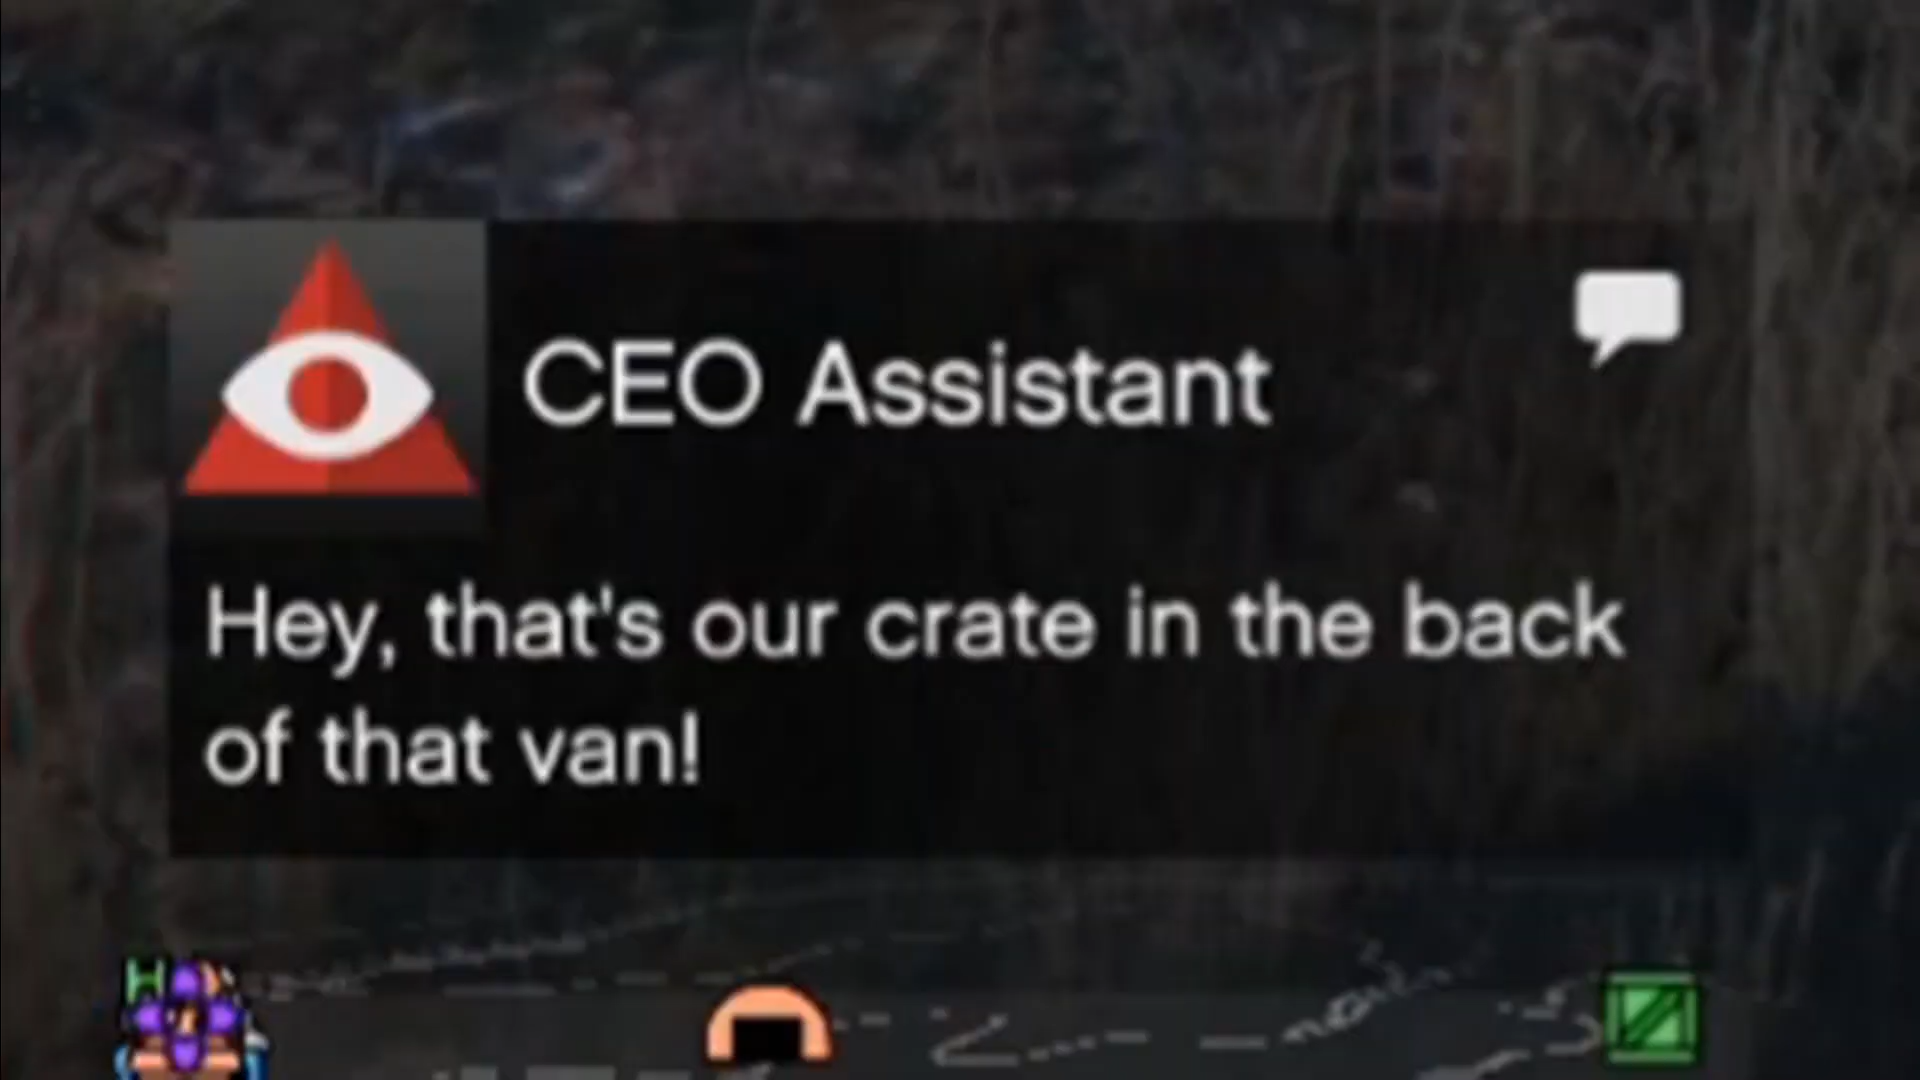 CEO Assistant
Hey, that's our crate in the back
of that van!
H